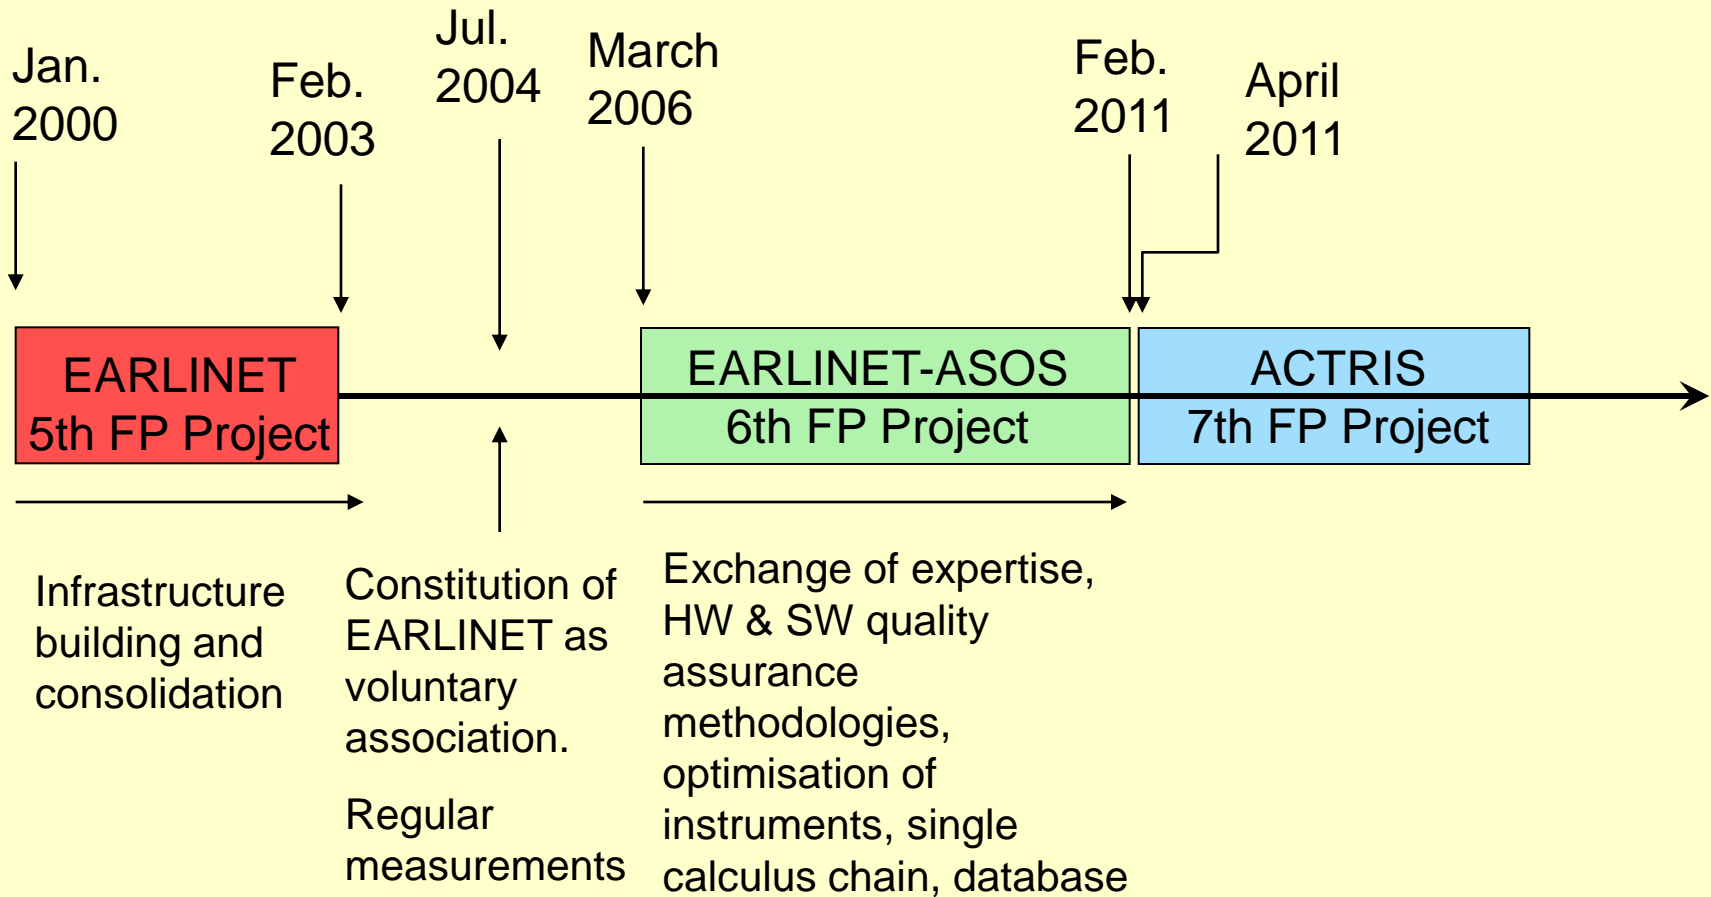 Jan.
2000
Feb.
2003
Jul.
2004
March
2006
Feb.
2011
April
2011
EARLINET
5th FP Project
EARLINET-ASOS
6th FP Project
ACTRIS
7th FP Project
Infrastructure
building and
consolidation
Constitution of
EARLINET as
voluntary
association.
Regular
measurements
Exchange of expertise,
HW & SW quality
assurance
methodologies,
optimisation of
instruments, single
calculus chain, database